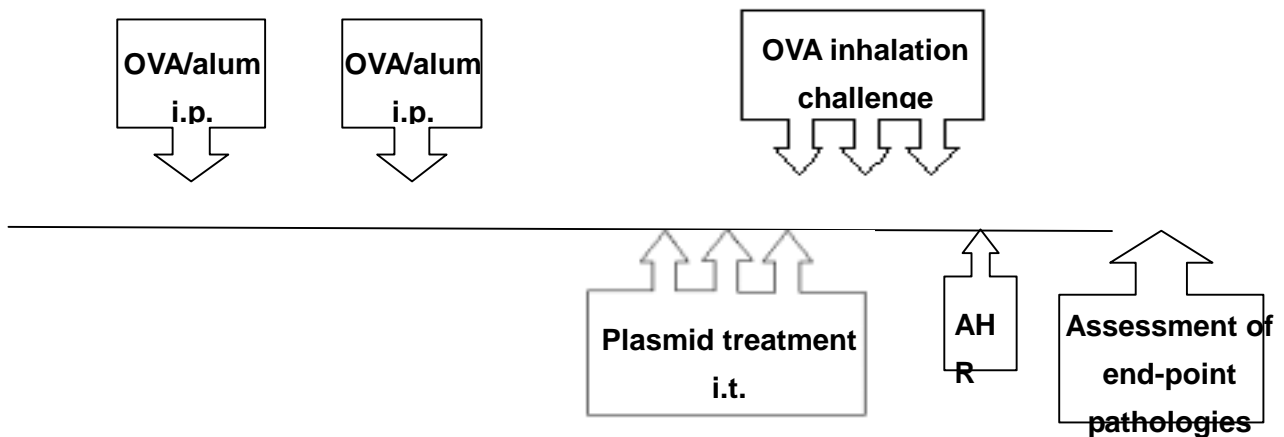 OVA/alum
i.p.
OVA/alum
i.p.
OVA inhalation
challenge
Plasmid treatment
i.t.
AH
R
Assessment of
end-point
pathologies